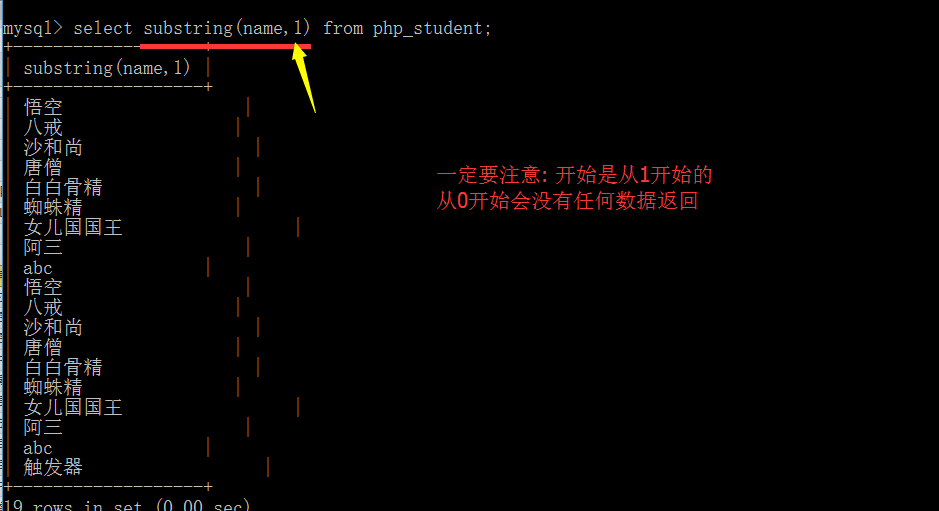 mysql> select substring(name,1) from php_student;
+-------------------+
| substring(name,1) |
+-------------------+
| 悟空 |
| 八戒 |
| 沙和尚 |
| 唐僧 |
| 白白骨精 |
| 蜘蛛精 |
| 女儿国国王 |
| 阿三 |
| abc |
| 悟空 |
| 八戒 |
| 沙和尚 |
| 唐僧 |
| 白白骨精 |
| 蜘蛛精 |
| 女儿国国王 |
| 阿三 |
| abc |
| 触发器 |
+-------------------+
19 rows in set (0.00 sec)
一定要注意: 开始是从1开始的
从0开始会没有任何数据返回